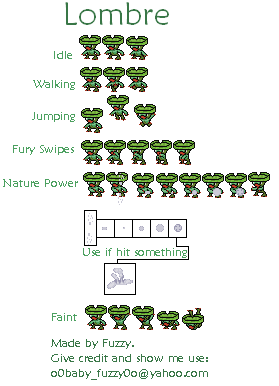 Lombre
Idle
Walking
Jumping
Fury Swipes
Nature Power
Use if hit something
Faint
Made by Fuzzy.
Give credit and show me use:
o0baby_fuzzy0o@yahoo.com